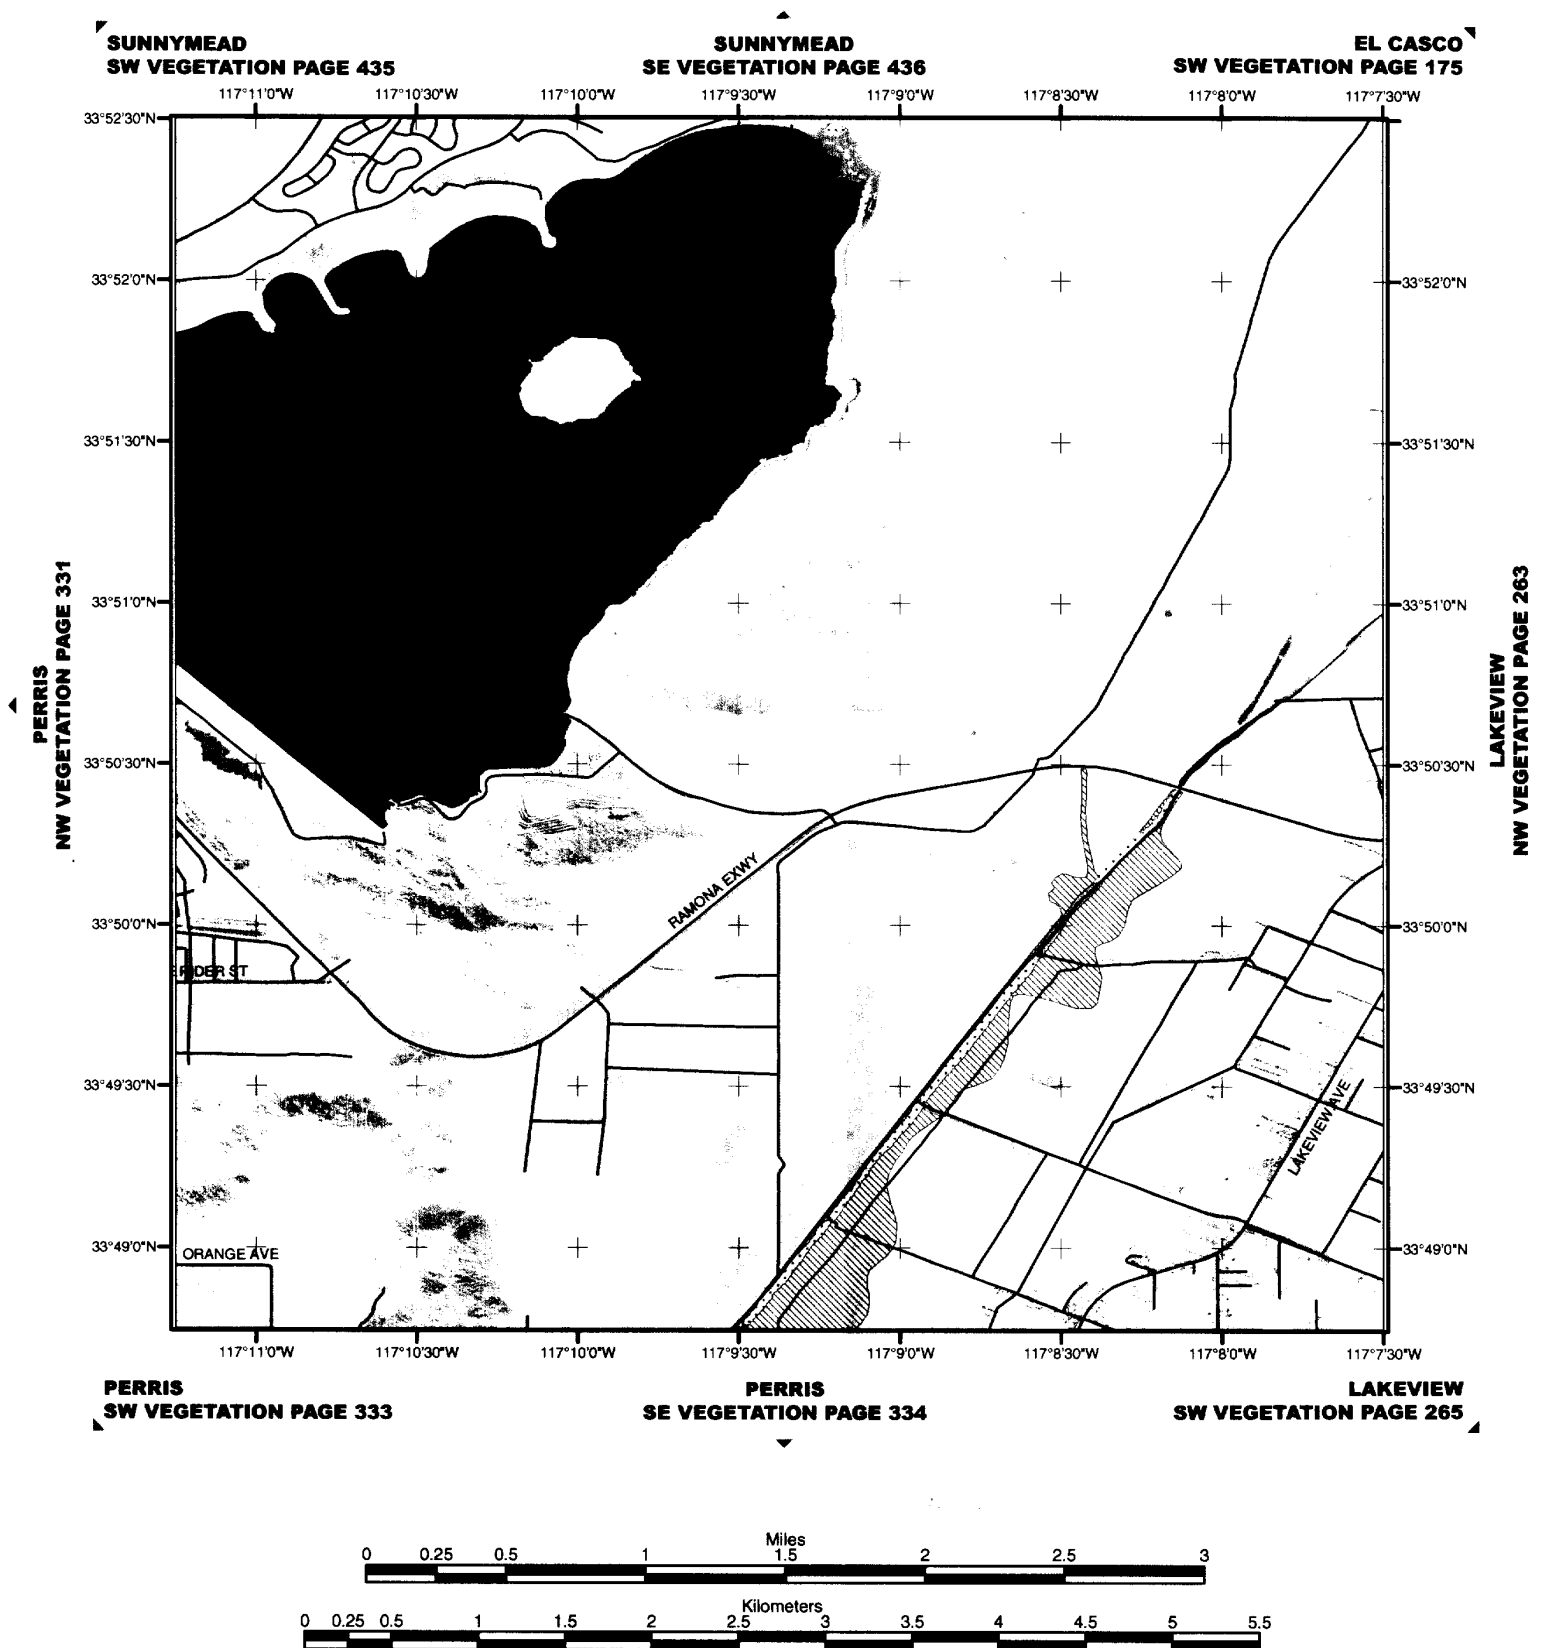 SUNNYMEAD
SW VEGETATION PAGE 435
SUNNYMEAD
SE VEGETATION PAGE 436
EL CASCO
SW VEGETATION PAGE 175
117°11'0"W
117°10'30"W
117°10'0"W
117°9'30"W
117°9'0"W
117°8'30"W
117°8'0"W
117°7'30"W
33°52'30"N
33°52'0"N
33°52'0"N
33°51'30"N
33°51'30"N
33°51'0"N
33°51'0"N
PERRIS
NW VEGETATION PAGE 331
LAKEVIEW
NW VEGETATION PAGE 263
33°50'30"N
33°50'30"N
RAMONA EXWY
33°50'0"N
33°50'0"N
E RIDER ST
33°49'30"N
33°49'30"N
LAKEVIEW AVE
33°49'0"N
33°49'0"N
ORANGE AVE
117°11'0"W
117°10'30"W
117°10'0"W
117°9'30"W
117°9'0"W
117°8'30"W
117°8'0"W
117°7'30"W
PERRIS
SW VEGETATION PAGE 333
PERRIS
SE VEGETATION PAGE 334
LAKEVIEW
SW VEGETATION PAGE 265
Miles
0 0.25 0.5 1 1.5 2 2.5 3
Kilometers
0 0.25 0.5 1 1.5 2 2.5 3 3.5 4 4.5 5 5.5